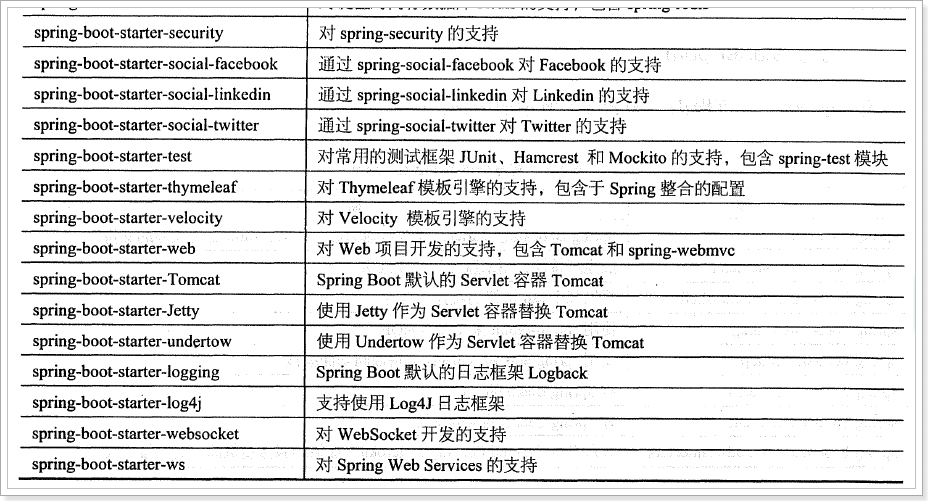 spring-boot-starter-security 对 spring-security 的支持
spring-boot-starter-social-facebook 通过 spring-social-facebook 对 Facebook 的支持
spring-boot-starter-social-linkedin 通过 spring-social-linkedin 对 Linkedin 的支持
spring-boot-starter-social-twitter 通过 spring-social-twitter 对 Twitter 的支持
spring-boot-starter-test 对常用的测试框架 JUnit、Hamcrest 和 Mockito 的支持，包含 spring-test 模块
spring-boot-starter-thymeleaf 对 Thymeleaf 模板引擎的支持，包含于 Spring 整合的配置
spring-boot-starter-velocity 对 Velocity 模板引擎的支持
spring-boot-starter-web 对 Web 项目开发的支持，包含 Tomcat 和 spring-webmvc
spring-boot-starter-Tomcat Spring Boot 默认的 Servlet 容器 Tomcat
spring-boot-starter-Jetty 使用 Jetty 作为 Servlet 容器替换 Tomcat
spring-boot-starter-undertow 使用 Undertow 作为 Servlet 容器替换 Tomcat
spring-boot-starter-logging Spring Boot 默认的日志框架 Logback
spring-boot-starter-log4j 支持使用 Log4J 日志框架
spring-boot-starter-websocket 对 WebSocket 开发的支持
spring-boot-starter-ws 对 Spring Web Services 的支持